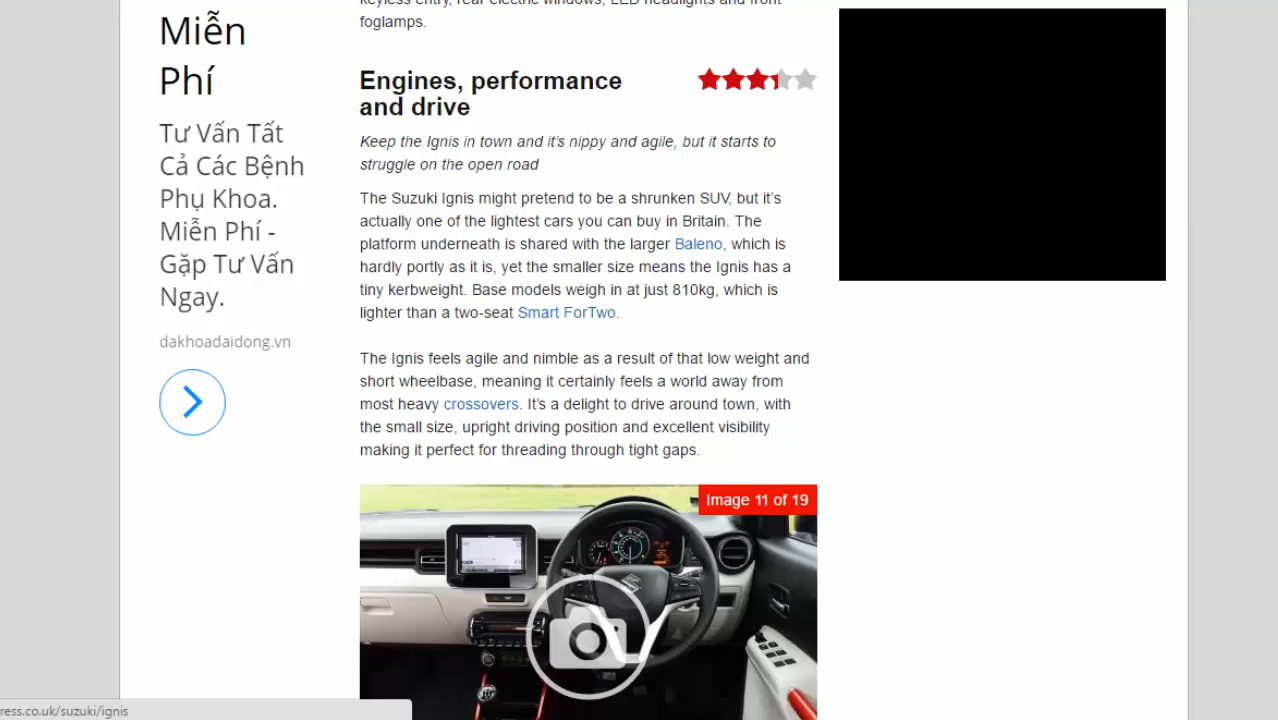 Miễn
Phí
Tư Vấn Tất
Cả Các Bệnh
Phụ Khoa.
Miễn Phí -
Gặp Tư Vấn
Ngay.
dakhoadaidong.vn
keyless entry, rear electric windows, LED headlights and front
foglamps.
Engines, performance
and drive
Keep the Ignis in town and it's nippy and agile, but it starts to
struggle on the open road
The Suzuki Ignis might pretend to be a shrunken SUV, but it's
actually one of the lightest cars you can buy in Britain. The
platform underneath is shared with the larger Baleno, which is
hardly portly as it is, yet the smaller size means the Ignis has a
tiny kerbweight. Base models weigh in at just 810kg, which is
lighter than a two-seat Smart ForTwo.
The Ignis feels agile and nimble as a result of that low weight and
short wheelbase, meaning it certainly feels a world away from
most heavy crossovers. It's a delight to drive around town, with
the small size, upright driving position and excellent visibility
making it perfect for threading through tight gaps.
Image 11 of 19
ress.co.uk/suzuki/ignis